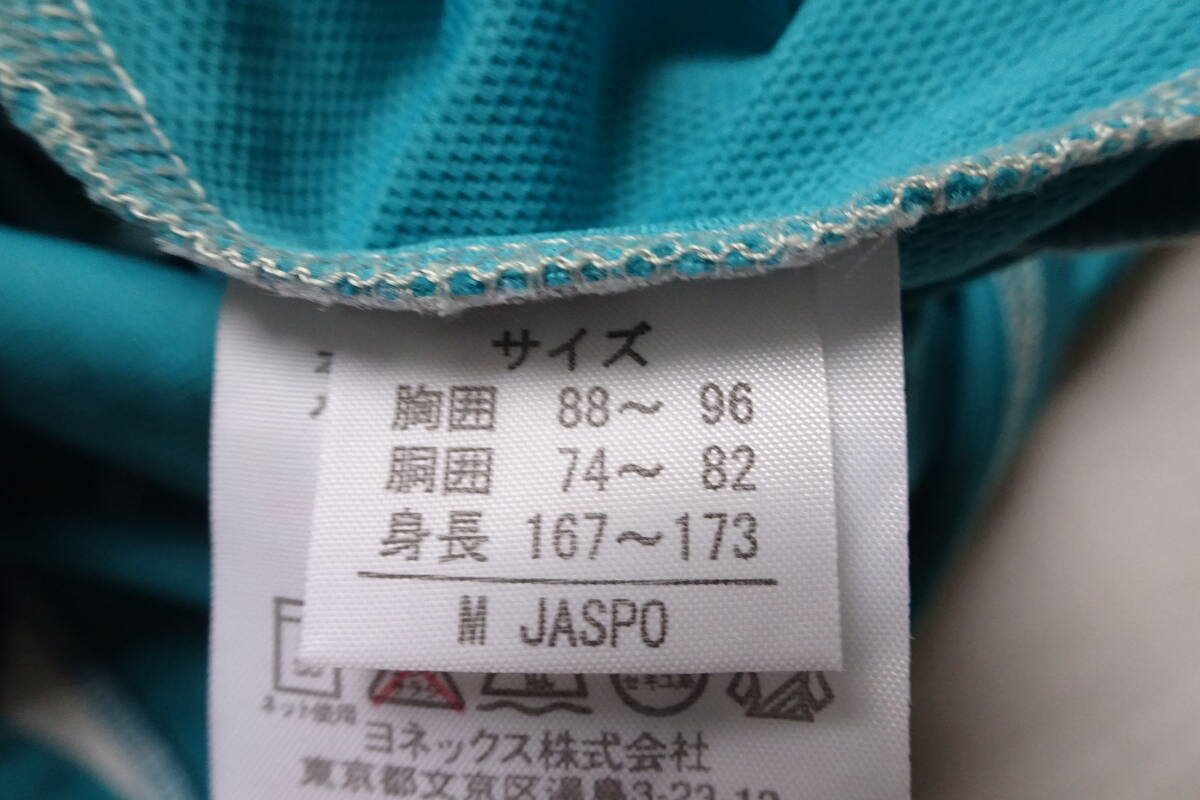 サイズ
胸囲 88～ 96
胴囲 74～ 82
身長 167～173
M JASPO
ネット使用
ヨネックス株式会社
東京都文京区湯島3-23-13